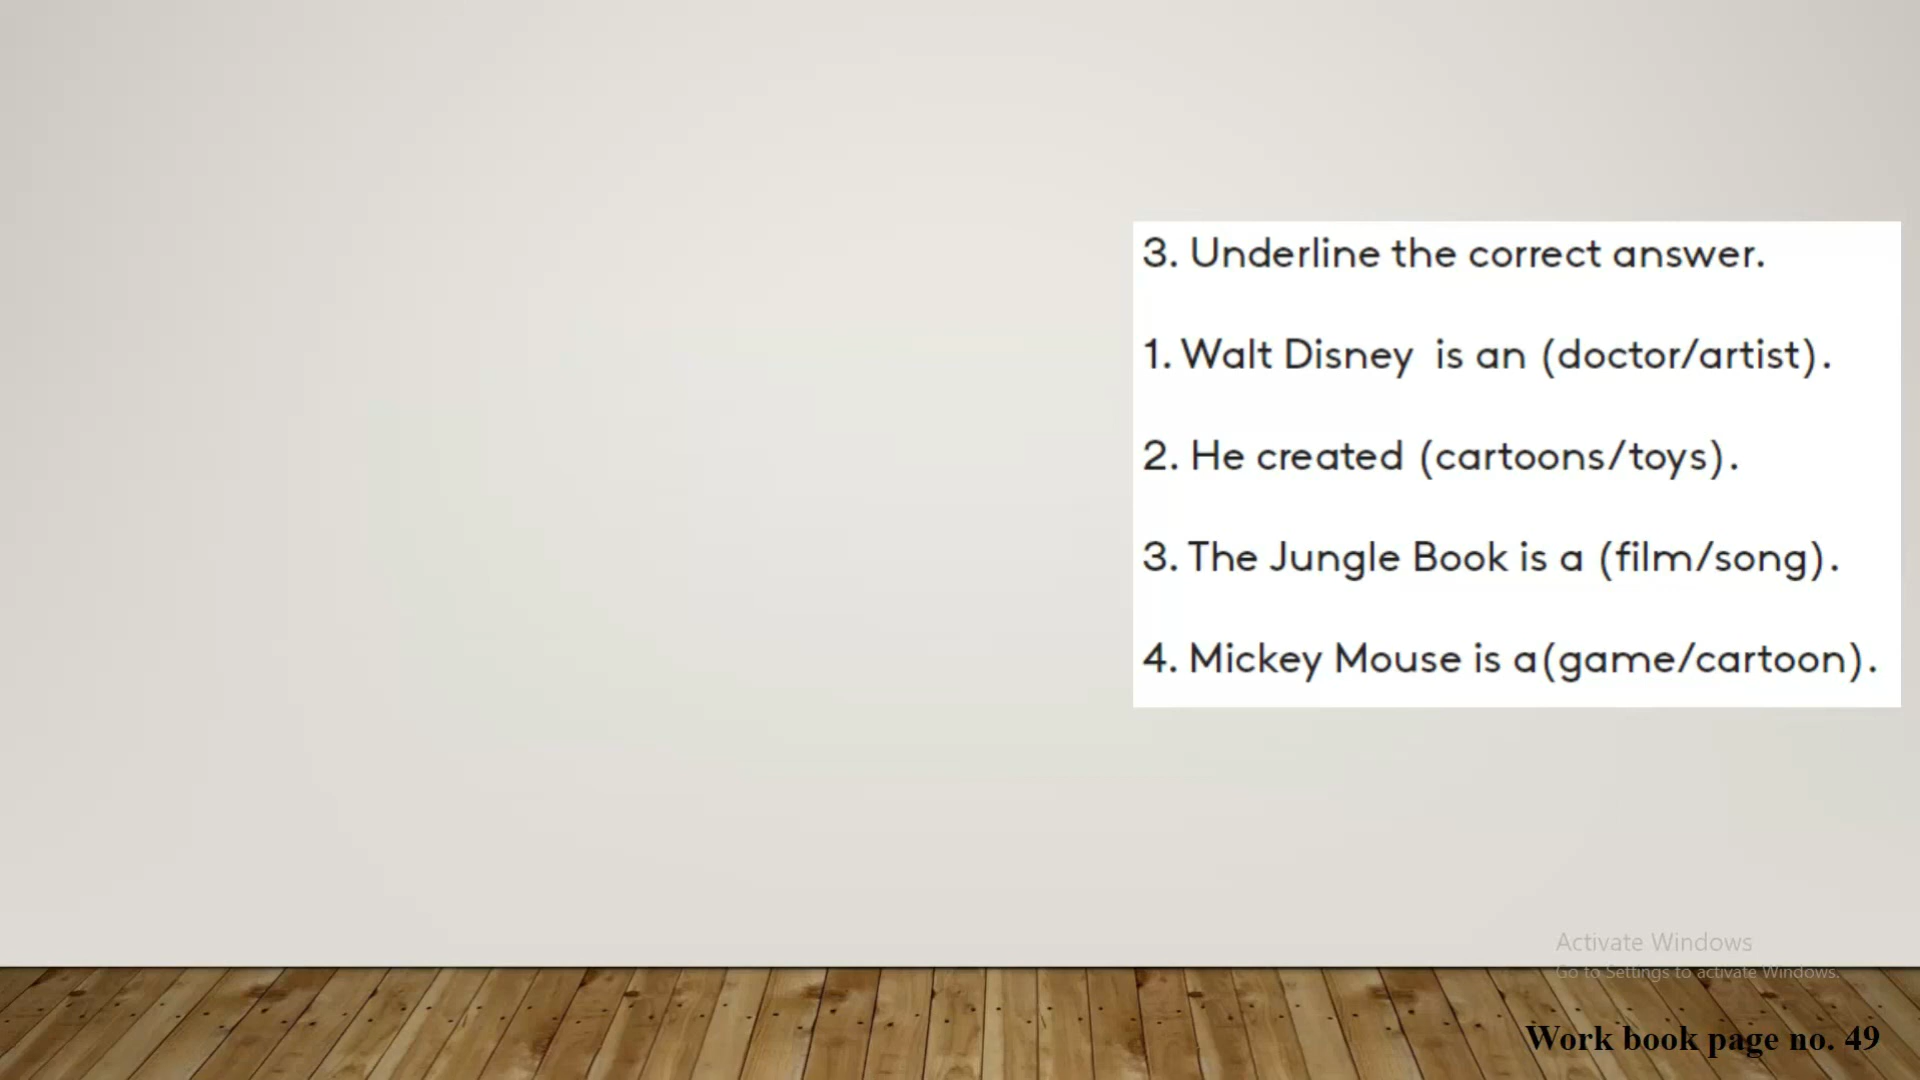 3. Underline the correct answer.
1. Walt Disney is an (doctor/artist).
2. He created (cartoons/toys).
3. The Jungle Book is a (film/song).
4. Mickey Mouse is a(game/cartoon).
Activate Windows
Go to Settings to activate Windows.
Work book page no. 49